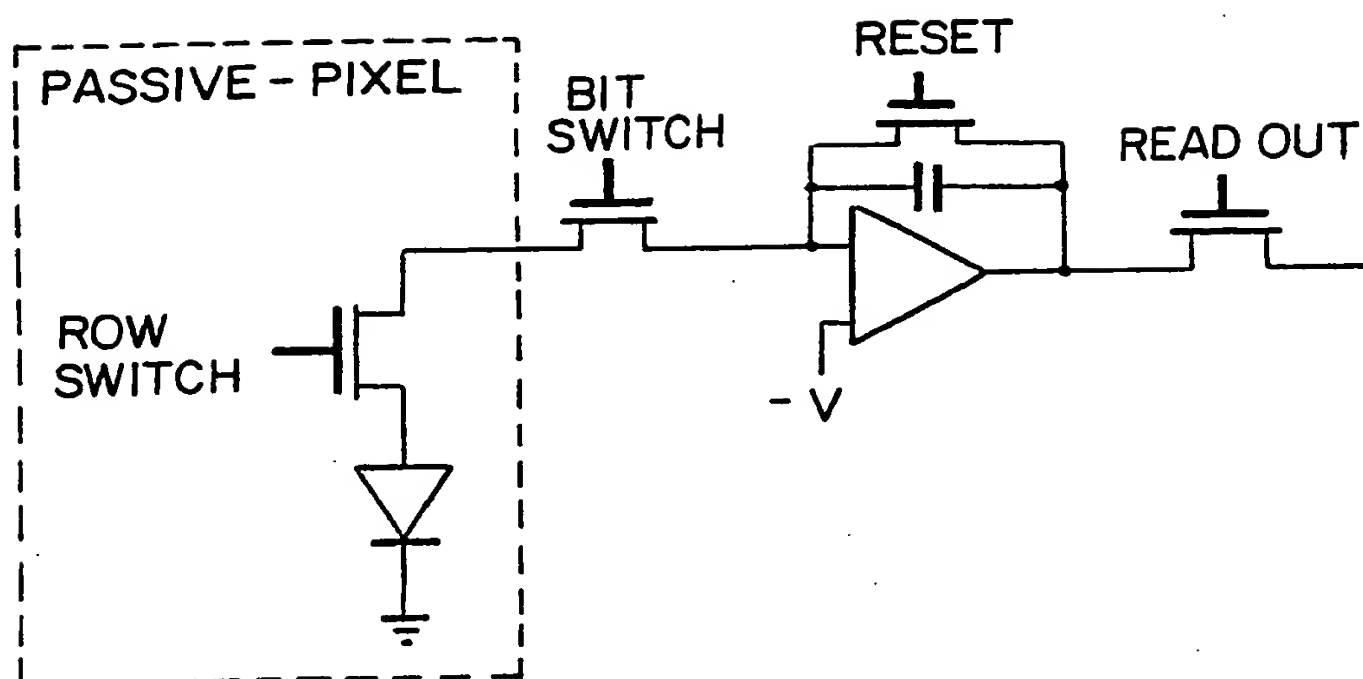 PASSIVE - PIXEL
BIT
SWITCH
RESET
READ OUT
ROW
SWITCH
- V